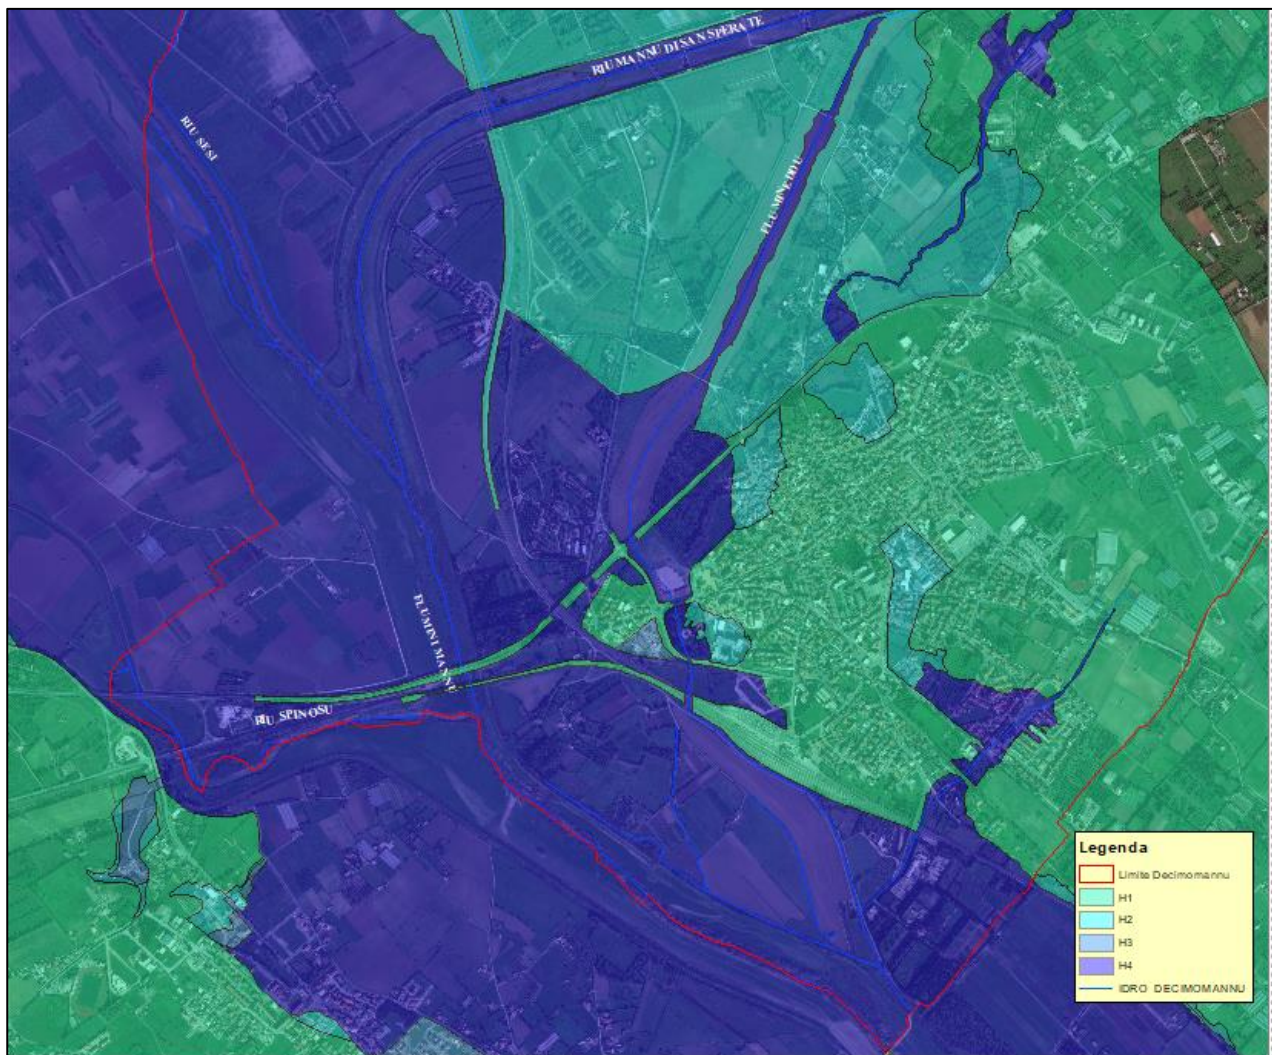 RIU MANNU DI SAN SPERATE
RIU SESI
FLUMINEDDU
FLUMINI MANNU
RIU SPINOSU
Legenda
Limite Decimomannu
H1
H2
H3
H4
IDRO DECIMOMANNU